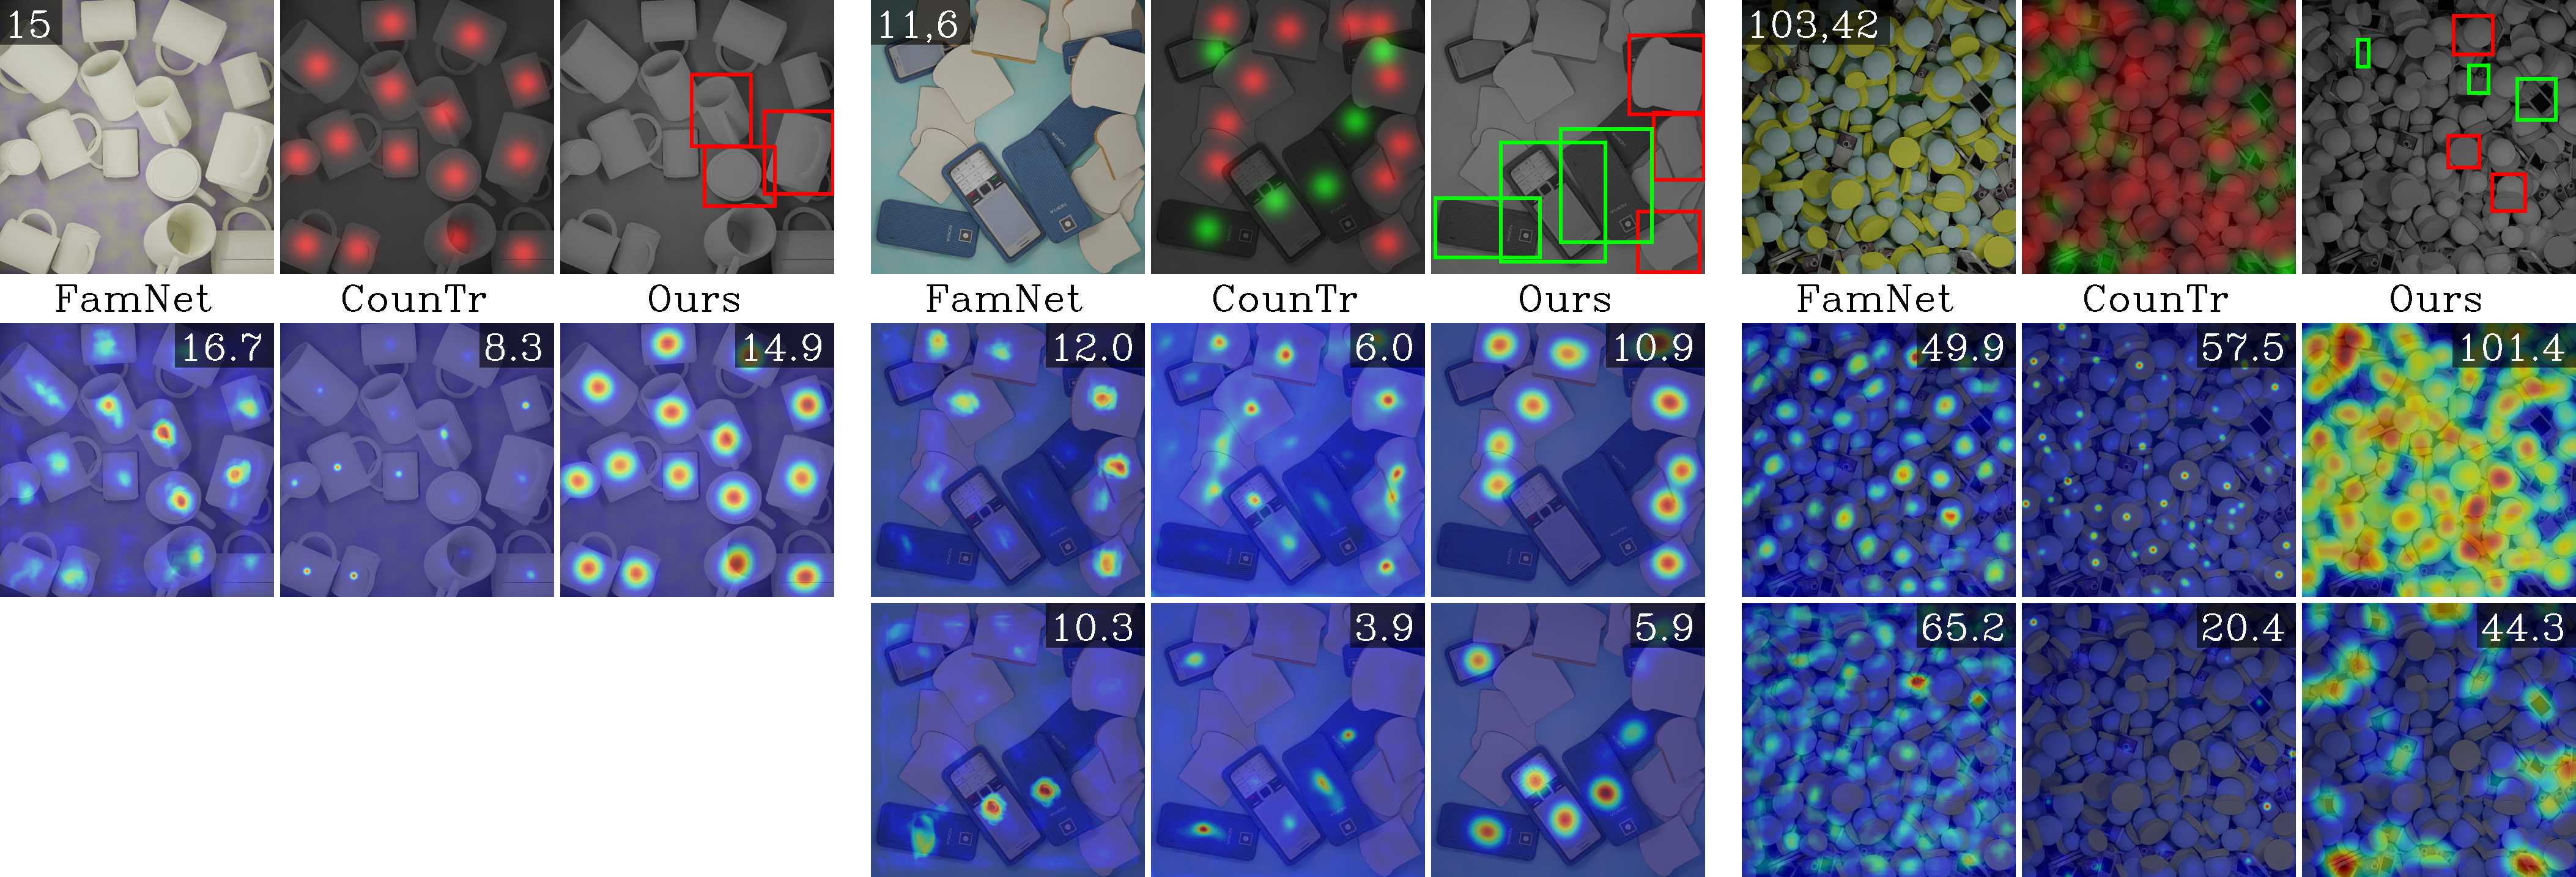 15
11,6
103,42
FamNet CounTr Ours
FamNet CounTr Ours
FamNet CounTr Ours
16.7 8.3 14.9
12.0 6.0 10.9
49.9 57.5 101.4
10.3 3.9 5.9
65.2 20.4 44.3